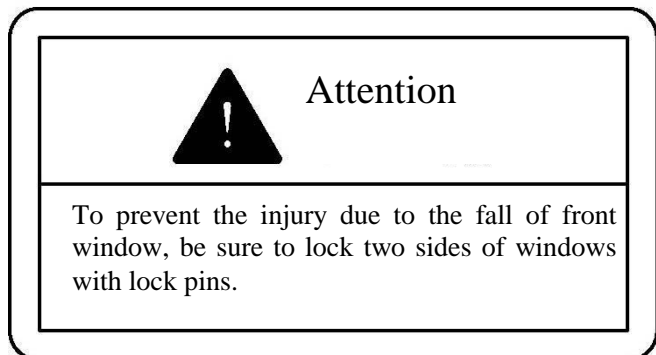 Attention
To prevent the injury due to the fall of front
window, be sure to lock two sides of windows
with lock pins.